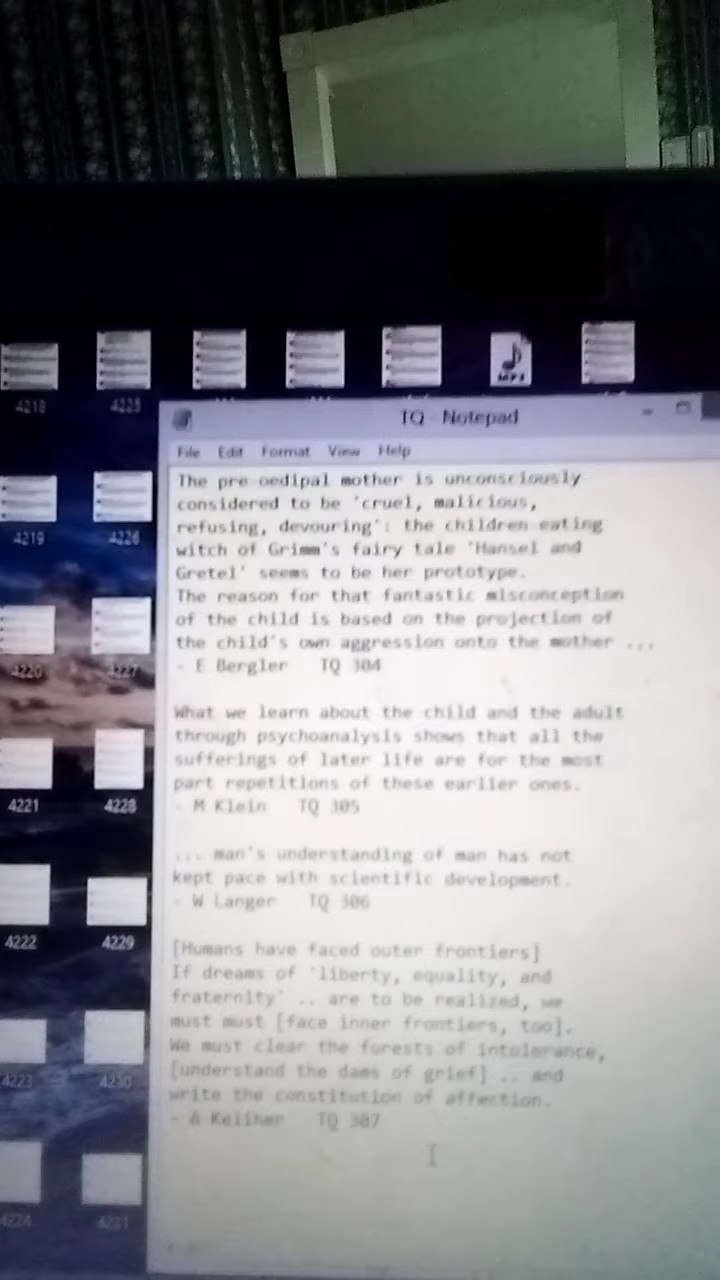 MP3
4218
4225
TQ - Notepad
File Edit Format View Help
The pre-oedipal mother is unconsciously
considered to be 'cruel, malicious,
refusing, devouring': the children-eating
witch of Grimm's fairy tale 'Hansel and
Gretel' seems to be her prototype.
The reason for that fantastic misconception
of the child is based on the projection of
the child's own aggression onto the mother ...
- E Bergler TQ 304
What we learn about the child and the adult
through psychoanalysis shows that all the
sufferings of later life are for the most
part repetitions of these earlier ones.
- M Klein TQ 305
... man's understanding of man has not
kept pace with scientific development.
- W Langer TQ 306
[Humans have faced outer frontiers]
If dreams of 'liberty, equality, and
fraternity' .. are to be realized, we
must must [face inner frontiers, too].
We must clear the forests of intolerance,
[understand the dams of grief] .. and
write the constitution of affection.
- A Keliher TQ 307
4219
4226
4220
4227
4221
4228
4222
4229
4223
4230
4224
4231